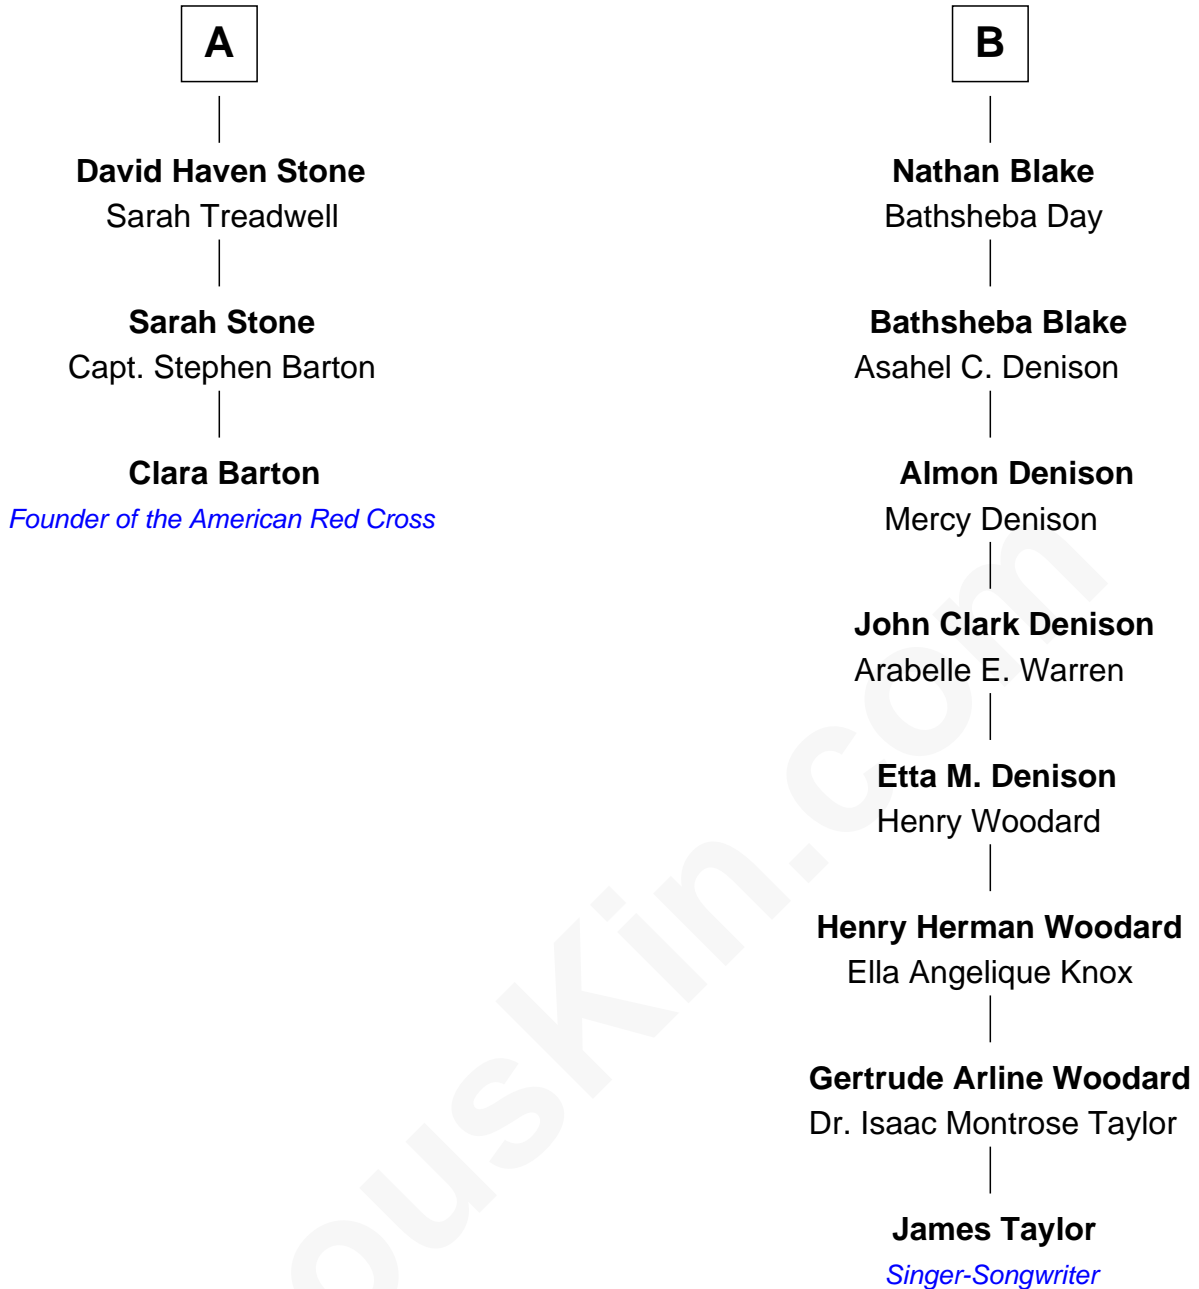 A
David Haven Stone
Sarah Treadwell
Sarah Stone
Capt. Stephen Barton
Clara Barton
Founder of the American Red Cross
B
Nathan Blake
Bathsheba Day
Bathsheba Blake
Asahel C. Denison
Almon Denison
Mercy Denison
John Clark Denison
Arabelle E. Warren
Etta M. Denison
Henry Woodard
Henry Herman Woodard
Ella Angelique Knox
Gertrude Arline Woodard
Dr. Isaac Montrose Taylor
James Taylor
Singer-Songwriter
ousKin.com